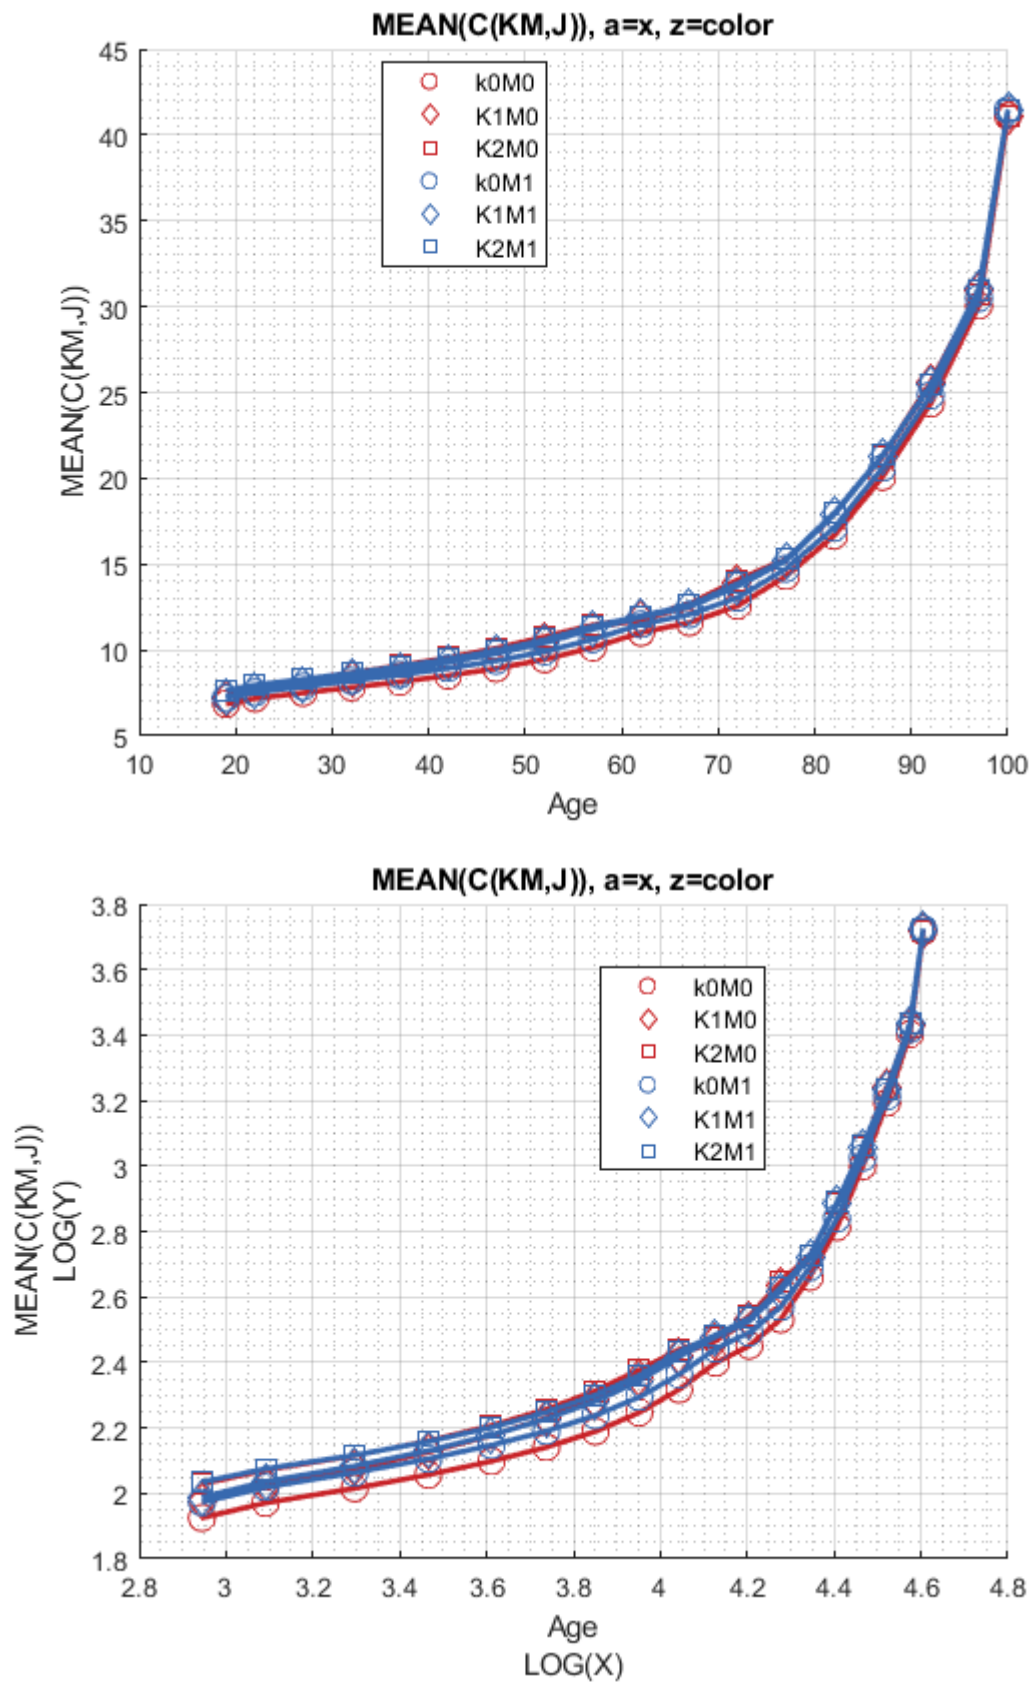 MEAN(C(KM,J)), a=x, z=color
45
40
35
30
25
20
15
10
5
MEAN(C(KM,J))
k0M0
K1M0
K2M0
k0M1
K1M1
K2M1
10 20 30 40 50 60 70 80 90 100
Age
MEAN(C(KM,J)), a=x, z=color
3.8
3.6
3.4
3.2
3
2.8
2.6
2.4
2.2
2
1.8
MEAN(C(KM,J))
LOG(Y)
k0M0
K1M0
K2M0
k0M1
K1M1
K2M1
2.8 3 3.2 3.4 3.6 3.8 4 4.2 4.4 4.6 4.8
Age
LOG(X)